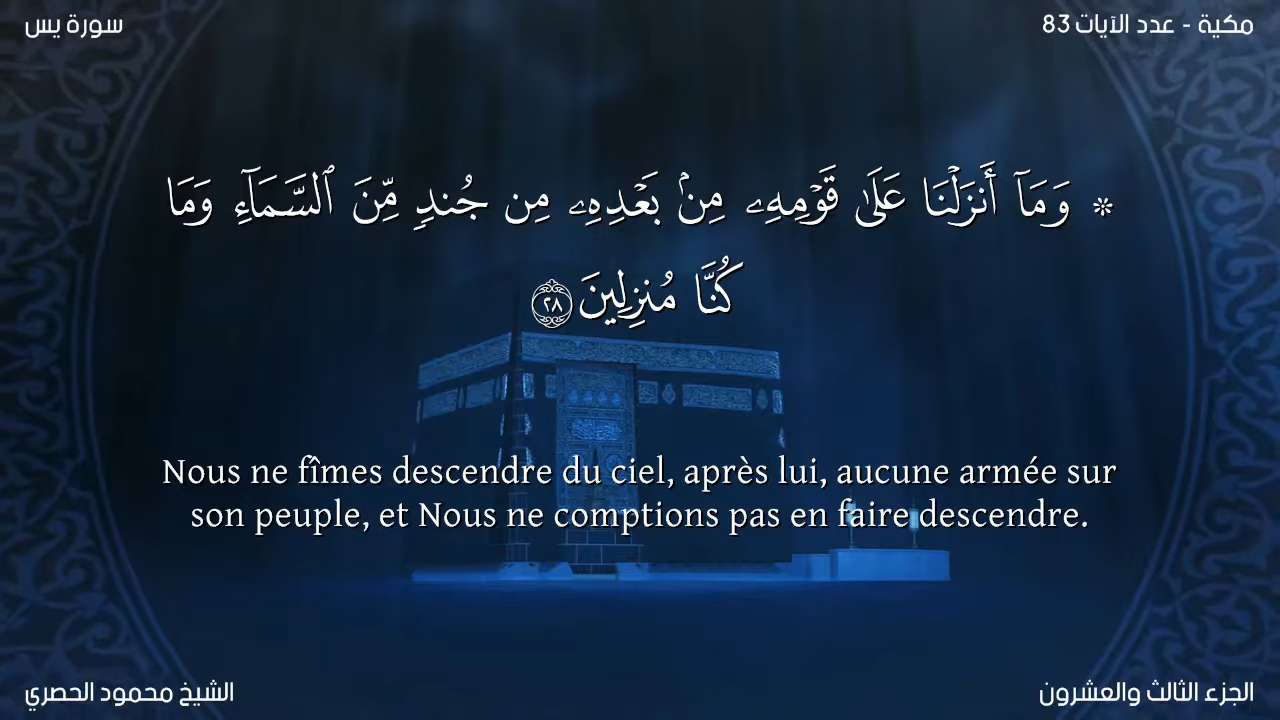 سورة يس
مكية - عدد الآيات 83
۞ وَمَآ أَنزَلْنَا عَلَىٰ قَوْمِهِۦ مِنۢ بَعْدِهِۦ مِن جُندٍ مِّنَ ٱلسَّمَآءِ وَمَا
كُنَّا مُنزِلِينَ ٢٨
Nous ne fîmes descendre du ciel, après lui, aucune armée sur
son peuple, et Nous ne comptions pas en faire descendre.
الشيخ محمود الحصري
الجزء الثالث والعشرون